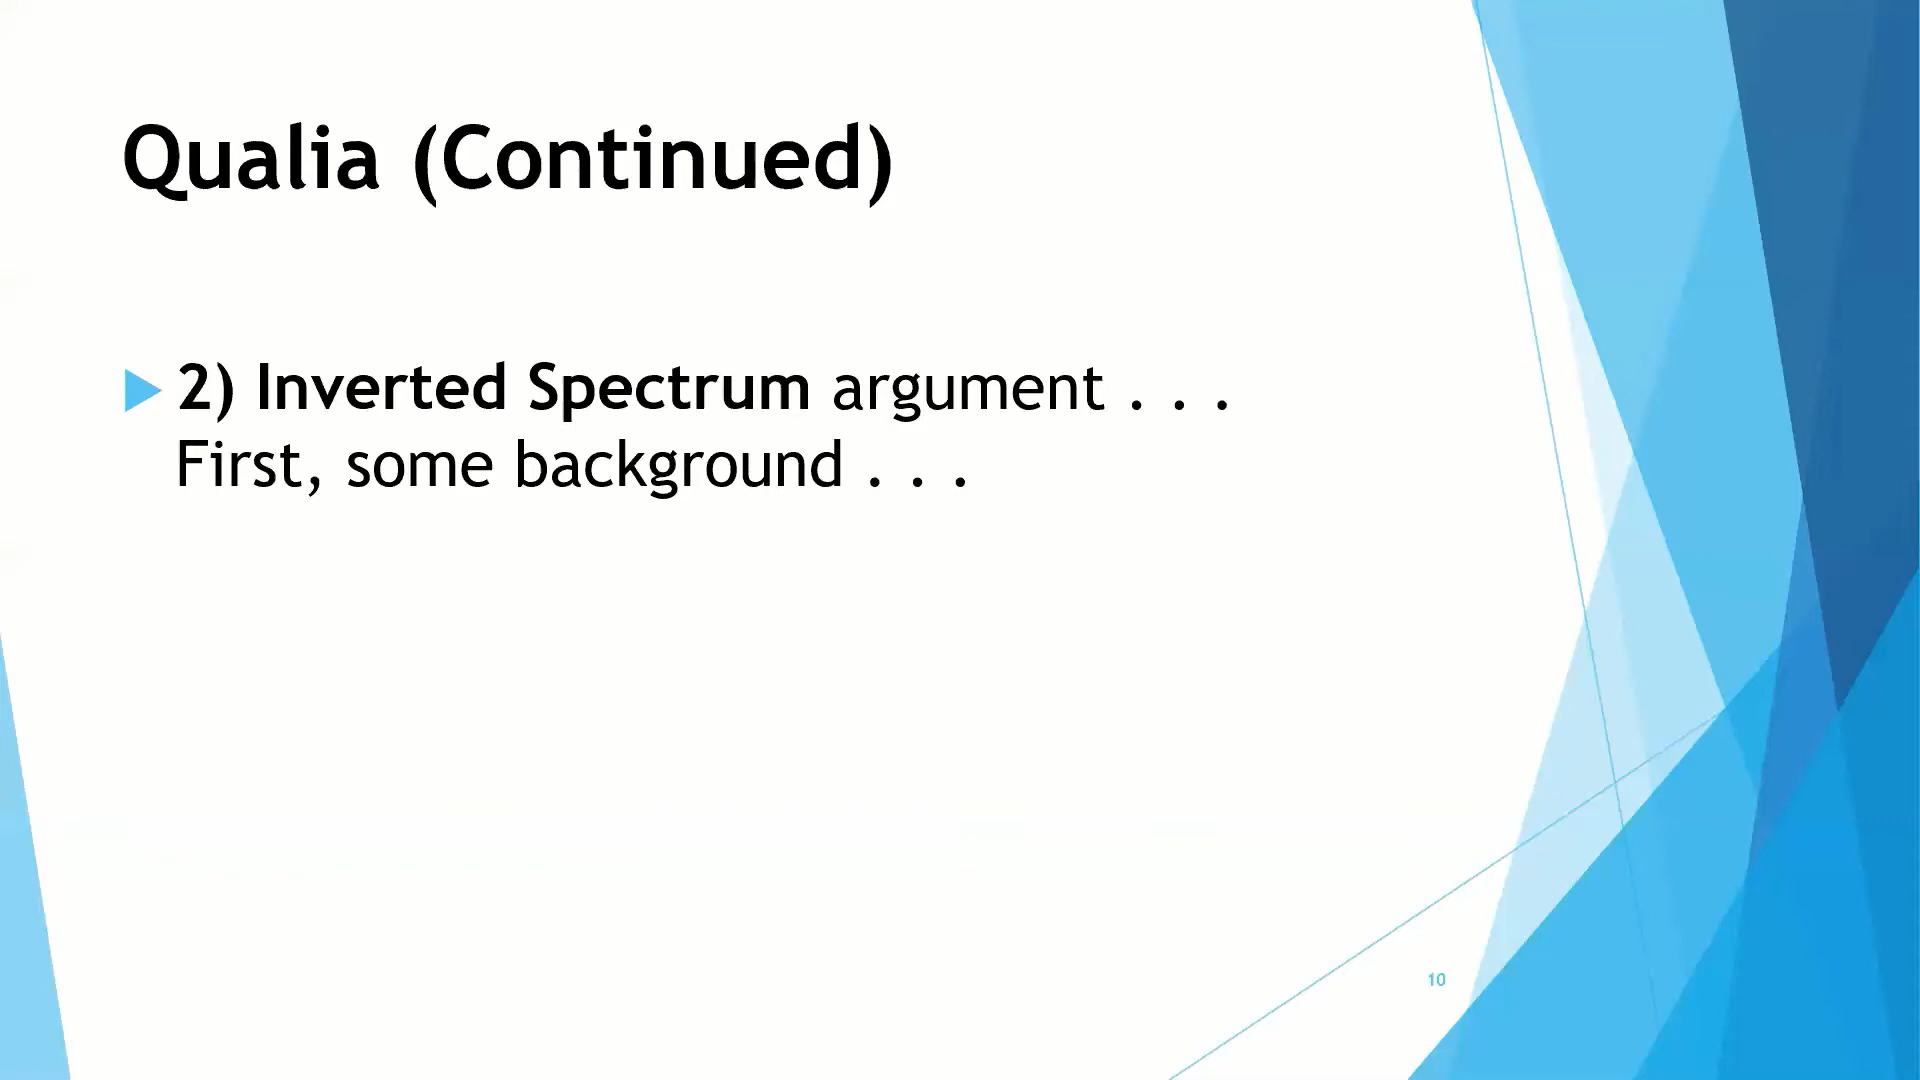 Qualia (Continued)
2) Inverted Spectrum argument . . .
First, some background . . .
10